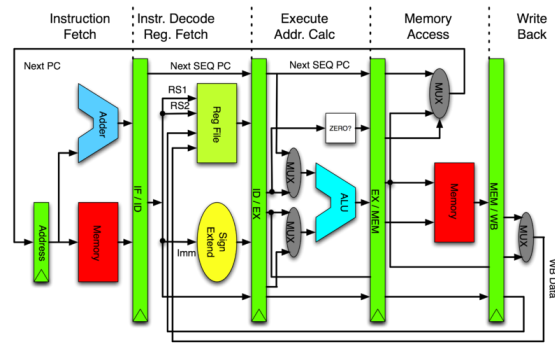 Instruction
Fetch
Instr. Decode
Reg. Fetch
Execute
Addr. Calc
Memory
Access
Write
Back
Next PC
Next SEQ PC
Next SEQ PC
RS1
RS2
Reg File
Adder
ZERO?
MUX
MUX
MUX
MUX
ALU
IF / ID
ID / EX
EX / MEM
MEM / WB
Address
Memory
Memory
Sign
Extend
Imm
WB Data